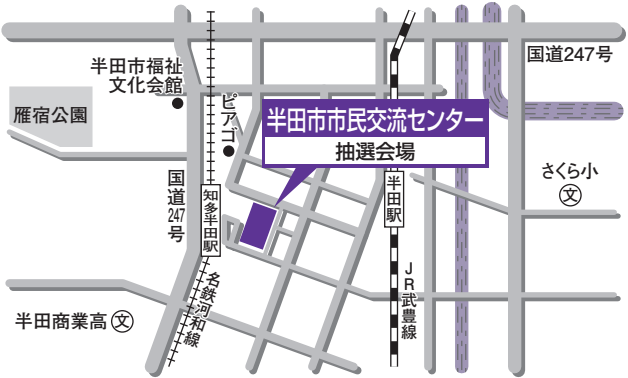 国道247号
半田市福祉
文化会館
雁宿公園
ピアゴ
半田市市民交流センター
抽選会場
さくら小
文
国道247号
知多半田駅
半田駅
名鉄河和線
JR武豊線
半田商業高
文